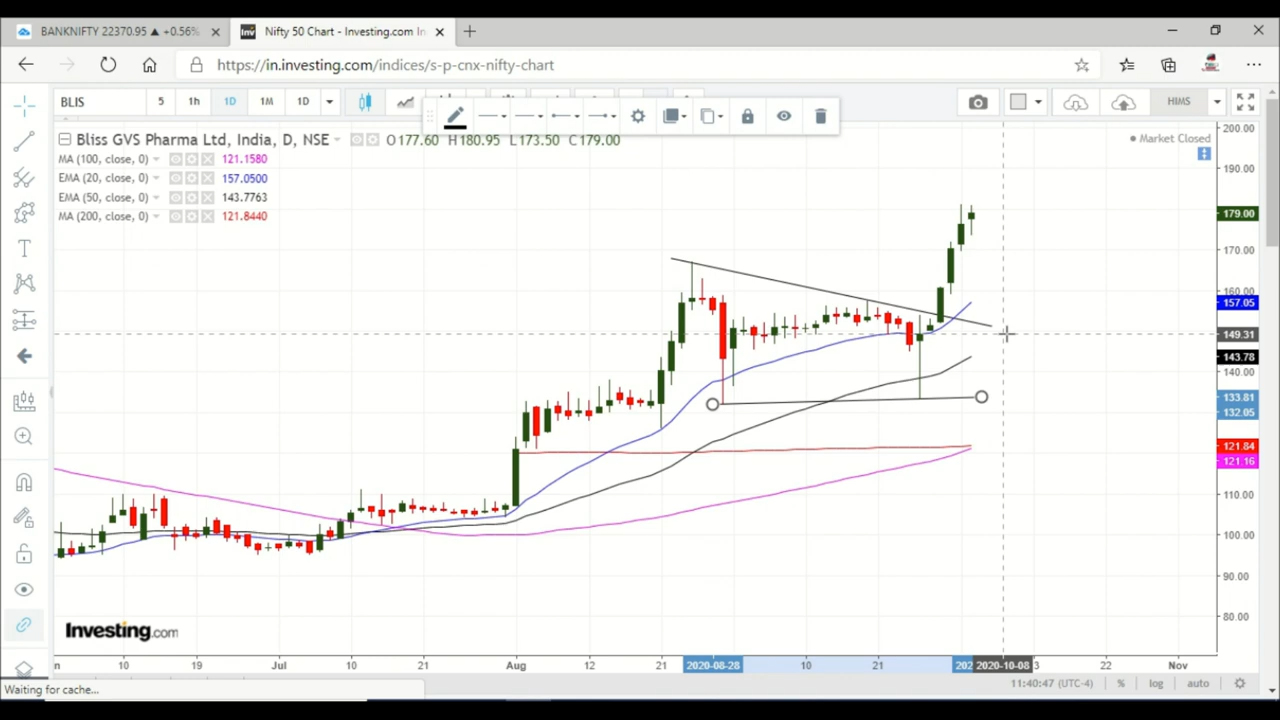 BANKNIFTY 22370.95 ▲ +0.56%
Nifty 50 Chart - Investing.com In
https://in.investing.com/indices/s-p-cnx-nifty-chart
BLIS 5 1h 1D 1M 1D HIMS
Bliss GVS Pharma Ltd, India, D, NSE O177.60 H180.95 L173.50 C179.00
Market Closed
MA (100, close, 0) 121.1580
EMA (20, close, 0) 157.0500
EMA (50, close, 0) 143.7763
MA (200, close, 0) 121.8440
200.00
190.00
179.00
170.00
160.00
157.05
149.31
143.78
140.00
133.81
132.05
121.84
121.16
110.00
100.00
90.00
80.00
Investing.com
n 10 19 Jul 10 21 Aug 12 21 2020-08-28 10 21 202 2020-10-08 3 22 Nov
Waiting for cache...
11:40:47 (UTC-4) % log auto